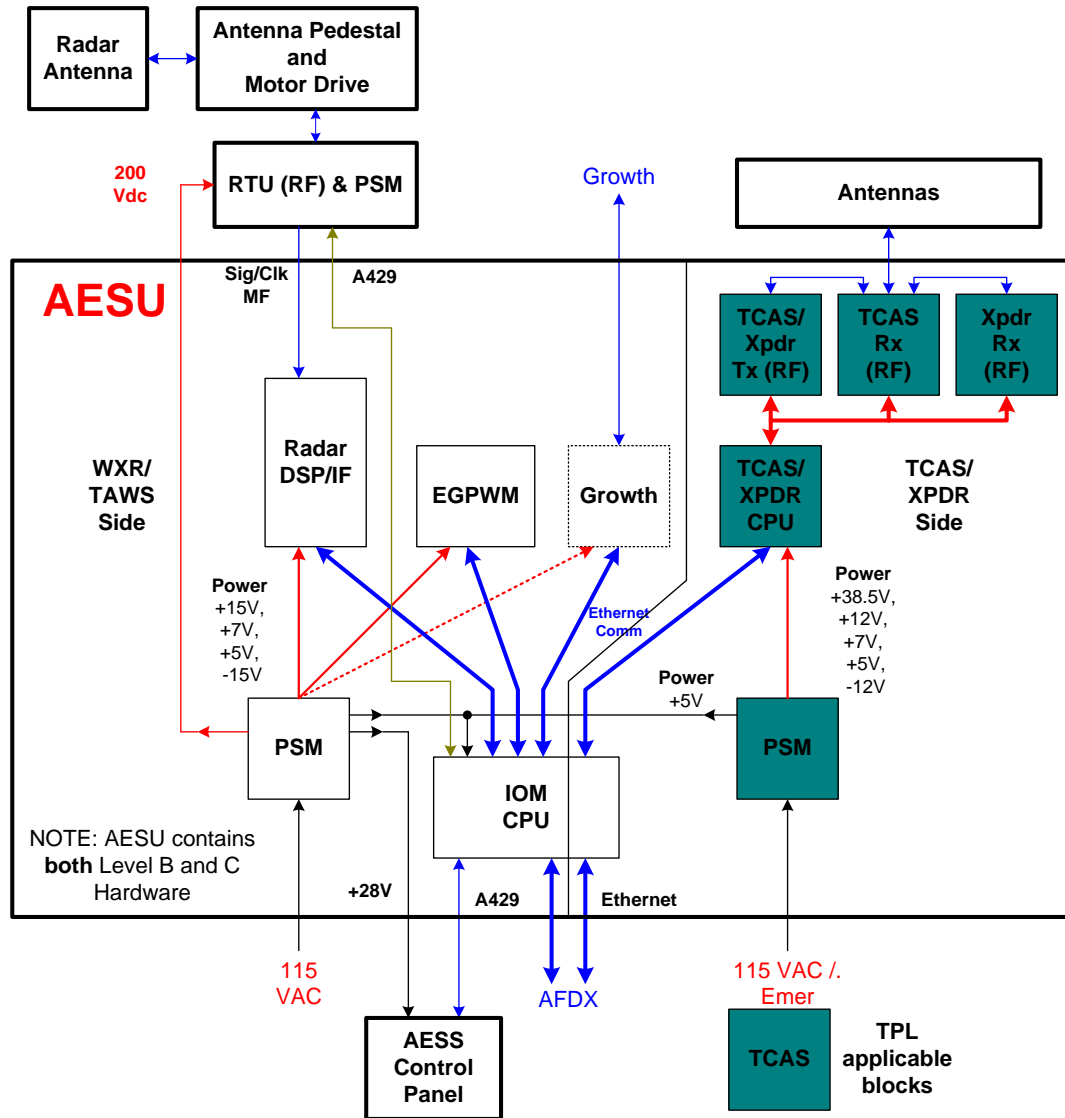 Radar
Antenna
Antenna Pedestal
and
Motor Drive
200
Vdc
RTU (RF) & PSM
Growth
Antennas
AESU
Sig/Clk
MF
A429
TCAS/
Xpdr
Tx (RF)
TCAS
Rx
(RF)
Xpdr
Rx
(RF)
WXR/
TAWS
Side
Radar
DSP/IF
EGPWM
Growth
TCAS/
XPDR
CPU
TCAS/
XPDR
Side
Power
+15V,
+7V,
+5V,
-15V
Ethernet
Comm
Power
+38.5V,
+12V,
+7V,
+5V,
-12V
Power
+5V
PSM
IOM
CPU
PSM
NOTE: AESU contains
both Level B and C
Hardware
+28V
A429
Ethernet
115
VAC
AFDX
115 VAC /.
Emer
AESS
Control
Panel
TCAS
TPL
applicable
blocks